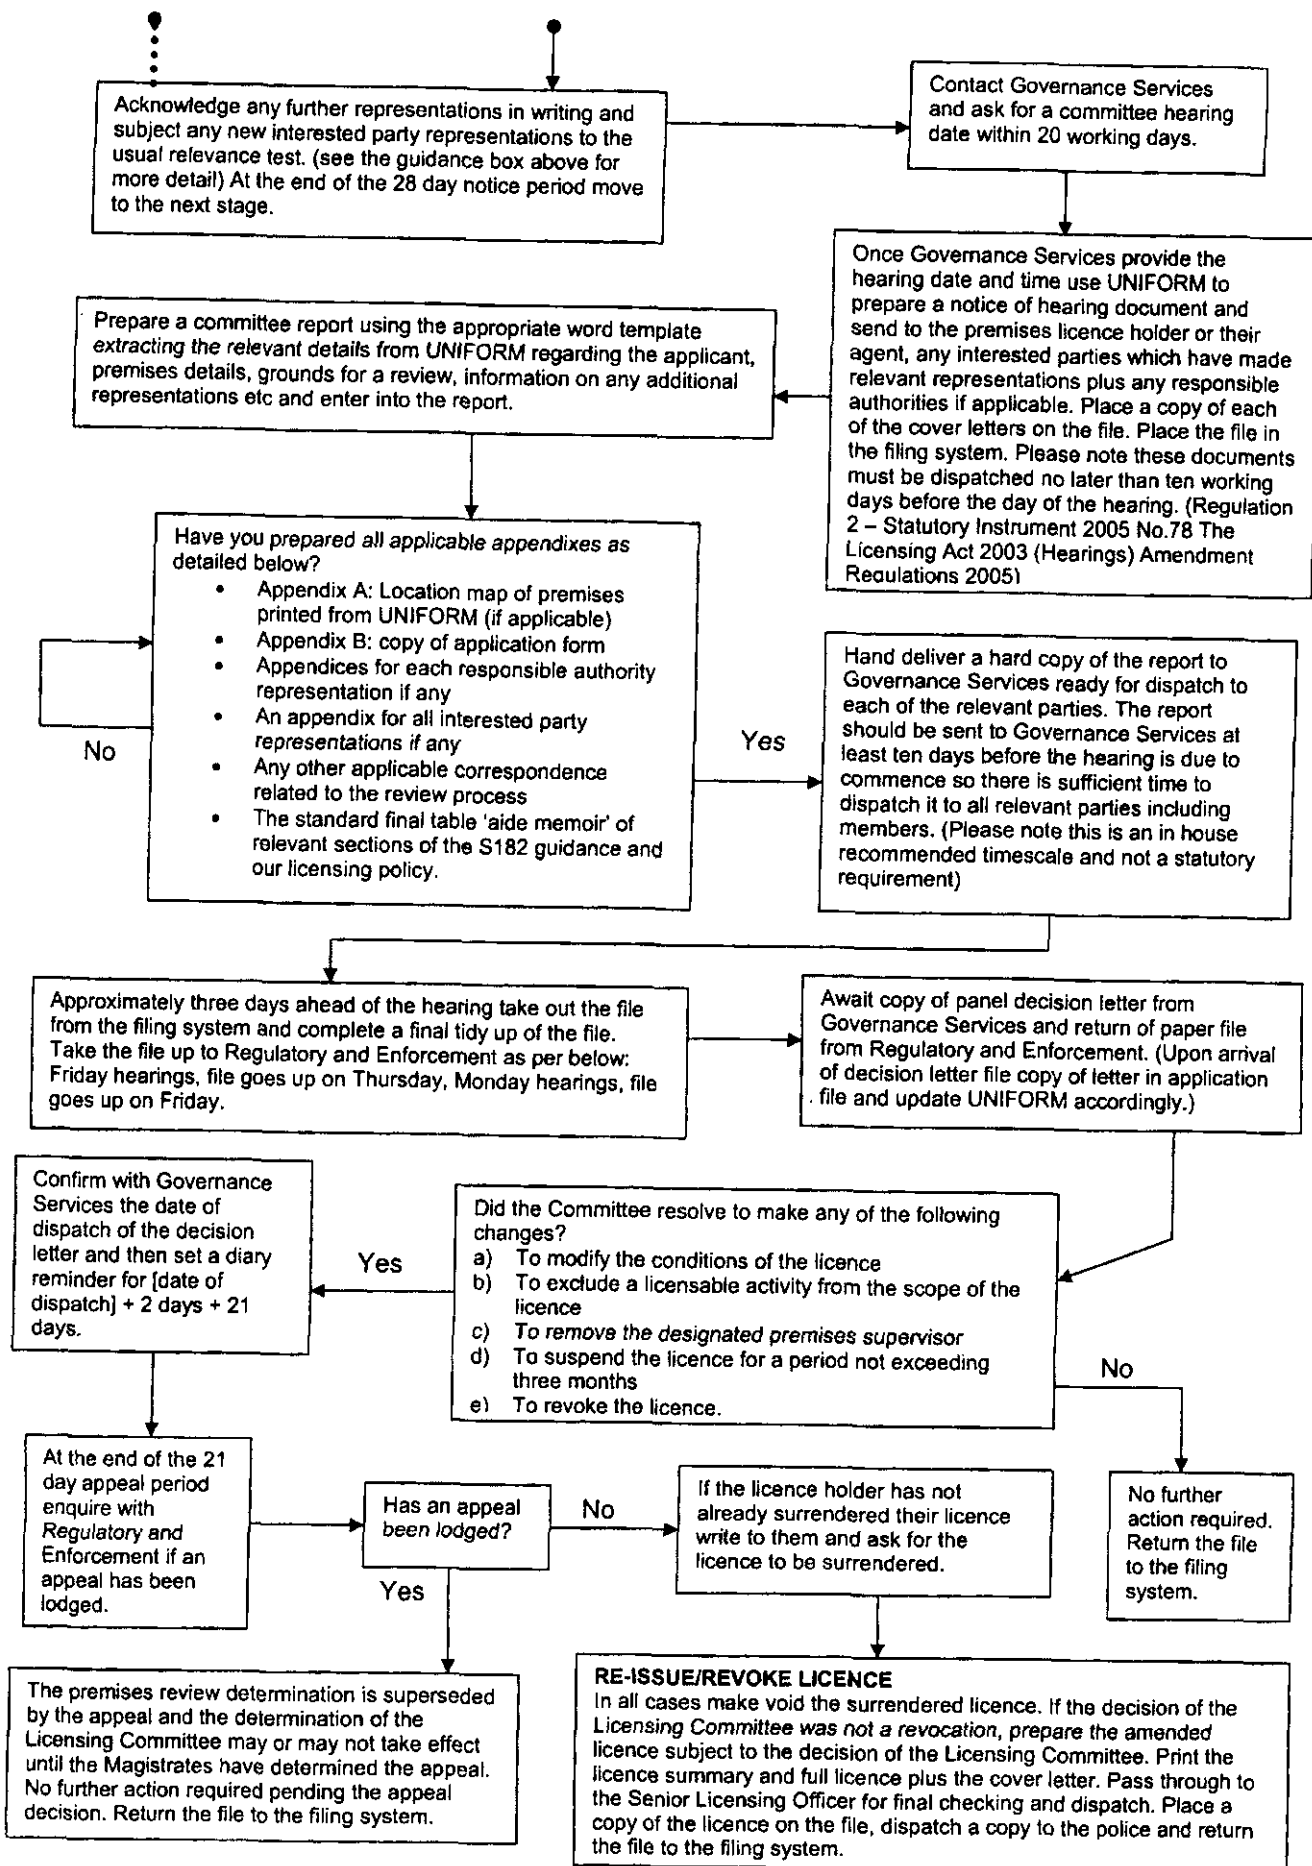 Acknowledge any further representations in writing and
subject any new interested party representations to the
usual relevance test. (see the guidance box above for
more detail) At the end of the 28 day notice period move
to the next stage.
Contact Governance Services
and ask for a committee hearing
date within 20 working days.
Once Governance Services provide the
hearing date and time use UNIFORM to
prepare a notice of hearing document and
send to the premises licence holder or their
agent, any interested parties which have made
relevant representations plus any responsible
authorities if applicable. Place a copy of each
of the cover letters on the file. Place the file in
the filing system. Please note these documents
must be dispatched no later than ten working
days before the day of the hearing. (Regulation
2 – Statutory Instrument 2005 No.78 The
Licensing Act 2003 (Hearings) Amendment
Regulations 2005)
Prepare a committee report using the appropriate word template
extracting the relevant details from UNIFORM regarding the applicant,
premises details, grounds for a review, information on any additional
representations etc and enter into the report.
Have you prepared all applicable appendixes as
detailed below?
• Appendix A: Location map of premises
printed from UNIFORM (if applicable)
• Appendix B: copy of application form
• Appendices for each responsible authority
representation if any
• An appendix for all interested party
representations if any
• Any other applicable correspondence
related to the review process
• The standard final table 'aide memoir' of
relevant sections of the S182 guidance and
our licensing policy.
No
Yes
Hand deliver a hard copy of the report to
Governance Services ready for dispatch to
each of the relevant parties. The report
should be sent to Governance Services at
least ten days before the hearing is due to
commence so there is sufficient time to
dispatch it to all relevant parties including
members. (Please note this is an in house
recommended timescale and not a statutory
requirement)
Approximately three days ahead of the hearing take out the file
from the filing system and complete a final tidy up of the file.
Take the file up to Regulatory and Enforcement as per below:
Friday hearings, file goes up on Thursday, Monday hearings, file
goes up on Friday.
Await copy of panel decision letter from
Governance Services and return of paper file
from Regulatory and Enforcement. (Upon arrival
of decision letter file copy of letter in application
file and update UNIFORM accordingly.)
Did the Committee resolve to make any of the following
changes?
a) To modify the conditions of the licence
b) To exclude a licensable activity from the scope of the
licence
c) To remove the designated premises supervisor
d) To suspend the licence for a period not exceeding
three months
e) To revoke the licence.
Yes
No
Confirm with Governance
Services the date of
dispatch of the decision
letter and then set a diary
reminder for [date of
dispatch] + 2 days + 21
days.
At the end of the 21
day appeal period
enquire with
Regulatory and
Enforcement if an
appeal has been
lodged.
Has an appeal
been lodged?
No
Yes
If the licence holder has not
already surrendered their licence
write to them and ask for the
licence to be surrendered.
No further
action required.
Return the file
to the filing
system.
The premises review determination is superseded
by the appeal and the determination of the
Licensing Committee may or may not take effect
until the Magistrates have determined the appeal.
No further action required pending the appeal
decision. Return the file to the filing system.
RE-ISSUE/REVOKE LICENCE
In all cases make void the surrendered licence. If the decision of the
Licensing Committee was not a revocation, prepare the amended
licence subject to the decision of the Licensing Committee. Print the
licence summary and full licence plus the cover letter. Pass through to
the Senior Licensing Officer for final checking and dispatch. Place a
copy of the licence on the file, dispatch a copy to the police and return
the file to the filing system.